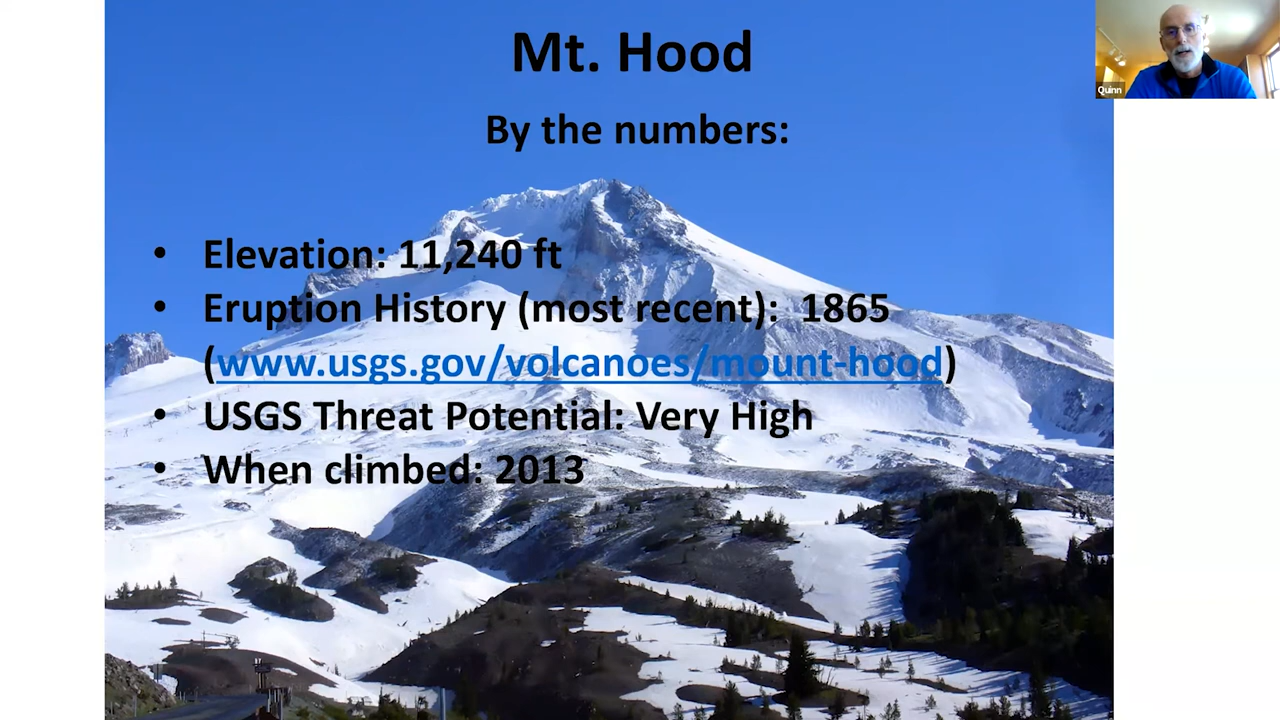 Mt. Hood
By the numbers:
• Elevation: 11,240 ft
• Eruption History (most recent): 1865
(www.usgs.gov/volcanoes/mount-hood)
• USGS Threat Potential: Very High
• When climbed: 2013
Quinn